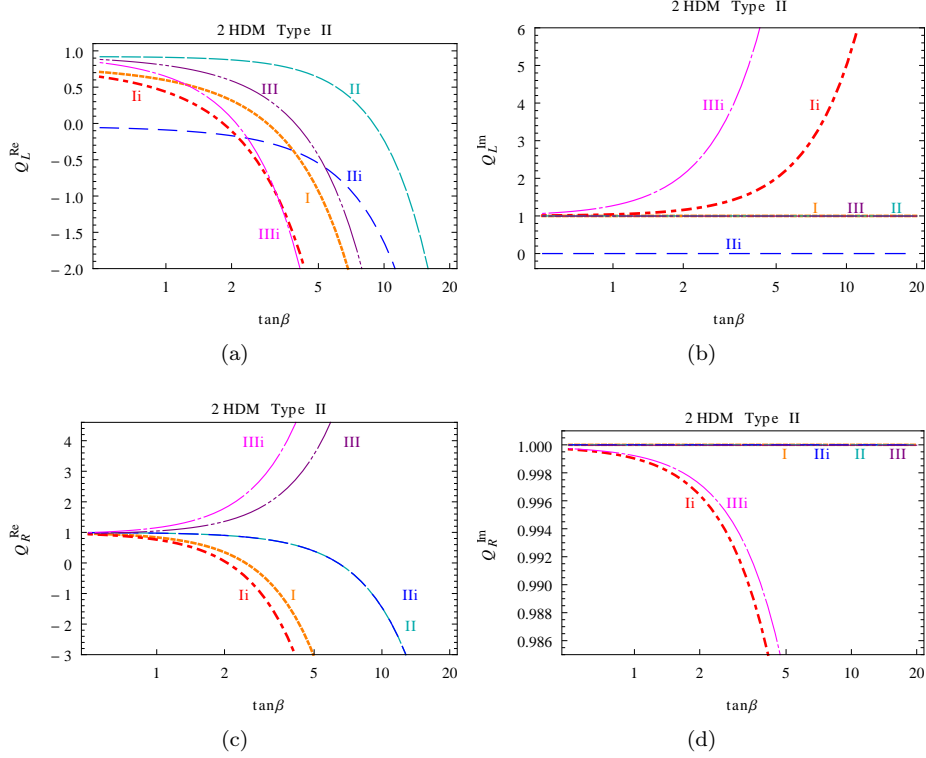 2 HDM Type II
1.0
0.5
0.0
−0.5
−1.0
−1.5
−2.0
Q_L^Re
Ii
III
II
IIi
I
IIIi
1 2 5 10 20
tanβ
(a)
2 HDM Type II
6
5
4
3
2
1
0
Q_L^Im
IIIi
Ii
I III II
IIi
1 2 5 10 20
tanβ
(b)
2 HDM Type II
4
3
2
1
0
−1
−2
−3
Q_R^Re
IIIi
III
Ii
I
IIi
II
1 2 5 10 20
tanβ
(c)
2 HDM Type II
1.000
0.998
0.996
0.994
0.992
0.990
0.988
0.986
Q_R^Im
I IIi II III
Ii
IIIi
1 2 5 10 20
tanβ
(d)